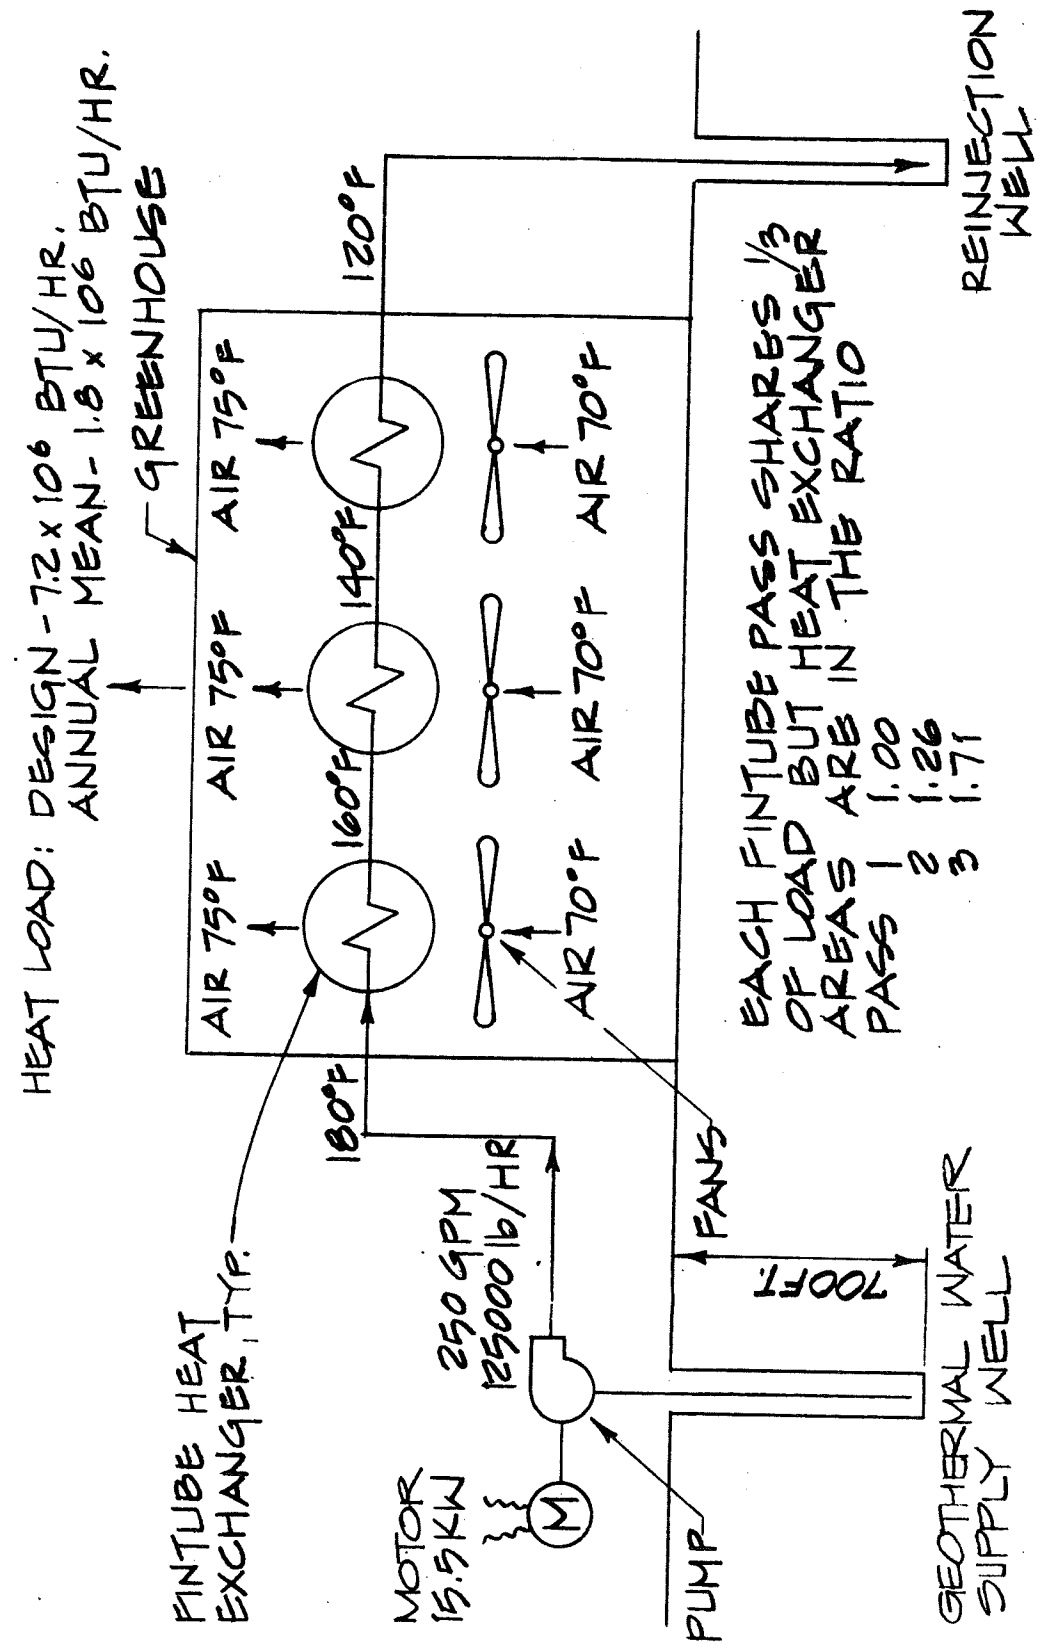 HEAT LOAD: DESIGN - 7.2 x 10⁶ BTU/HR.
ANNUAL MEAN - 1.8 x 10⁶ BTU/HR.
GREENHOUSE
FINTUBE HEAT
EXCHANGER, TYP.
AIR 75°F
AIR 75°F
AIR 75°F
180°F
160°F
140°F
120°F
MOTOR
15.5 KW
250 GPM
125000 lb/HR
M
AIR 70°F
AIR 70°F
AIR 70°F
PUMP
FANS
700 FT.
EACH FINTUBE PASS SHARES 1/3
OF LOAD BUT HEAT EXCHANGER
AREAS ARE IN THE RATIO
PASS 1 1.00
2 1.26
3 1.71
GEOTHERMAL WATER
SUPPLY WELL
REINJECTION
WELL